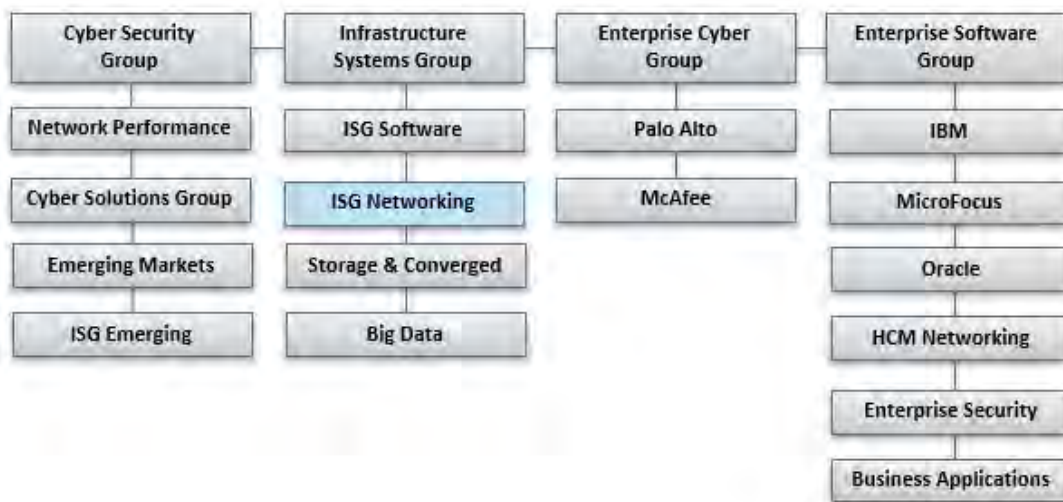 Cyber Security
Group
Network Performance
Cyber Solutions Group
Emerging Markets
ISG Emerging
Infrastructure
Systems Group
ISG Software
ISG Networking
Storage & Converged
Big Data
Enterprise Cyber
Group
Palo Alto
McAfee
Enterprise Software
Group
IBM
MicroFocus
Oracle
HCM Networking
Enterprise Security
Business Applications